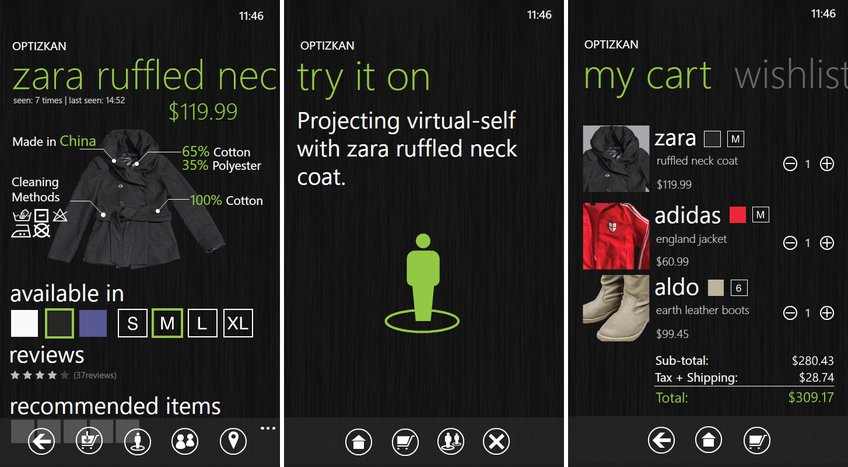 11:46
OPTIZKAN
zara ruffled nec
seen: 7 times | last seen: 14:52
$119.99
Made in China
65% Cotton
35% Polyester
Cleaning
Methods
100% Cotton
available in
S M L XL
reviews
(37reviews)
recommended items
11:46
OPTIZKAN
try it on
Projecting virtual-self
with zara ruffled neck
coat.
11:46
OPTIZKAN
my cart wishlist
zara M
ruffled neck coat
1
$119.99
adidas M
england jacket
1
$60.99
aldo 6
earth leather boots
1
$99.45
Sub-total: $280.43
Tax + Shipping: $28.74
Total: $309.17